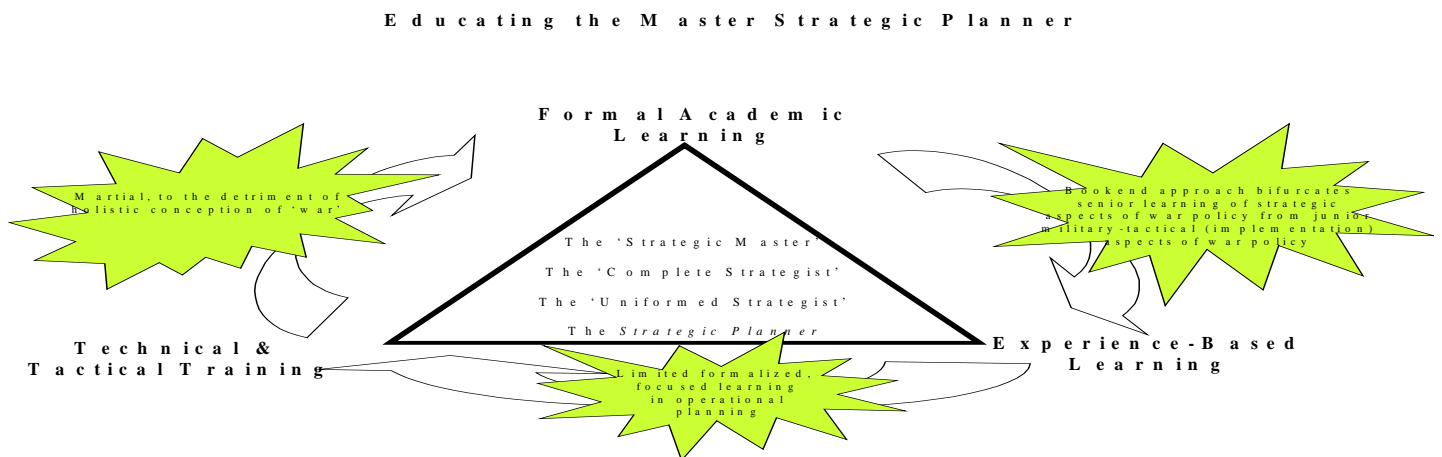 Educating the Master Strategic Planner
Formal Academic
Learning
Martial, to the detriment of
holistic conception of 'war'
Bookend approach bifurcates
senior learning of strategic
aspects of war policy from junior
military-tactical (implementation)
aspects of war policy
The 'Strategic Master'
The 'Complete Strategist'
The 'Uniformed Strategist'
The Strategic Planner
Technical &
Tactical Training
Experience-Based
Learning
Limited formalized,
focused learning
in operational
planning